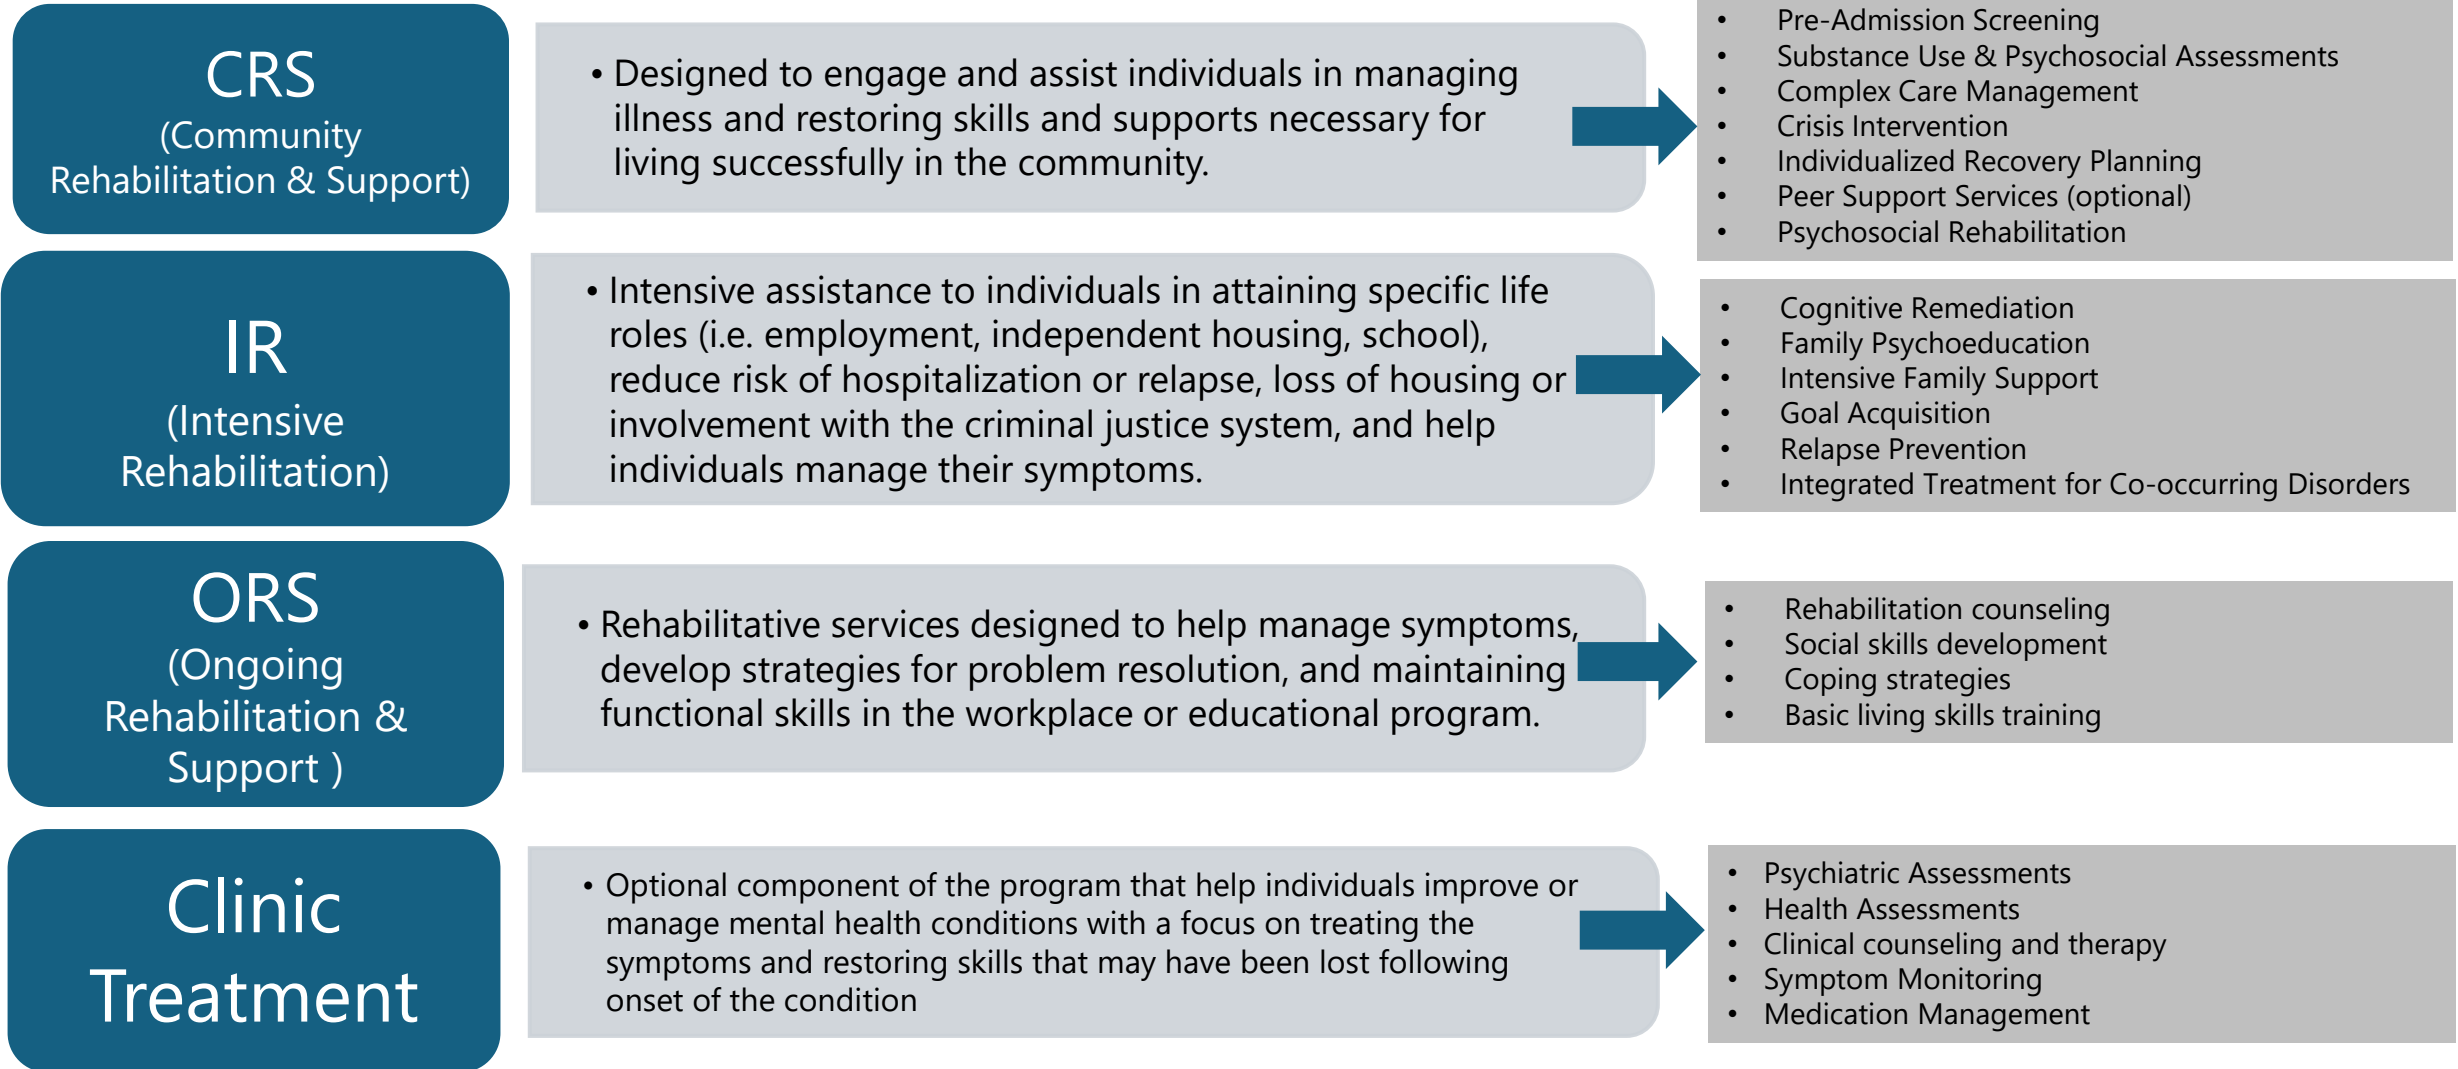 CRS
(Community
Rehabilitation & Support)
• Designed to engage and assist individuals in managing
illness and restoring skills and supports necessary for
living successfully in the community.
• Pre-Admission Screening
• Substance Use & Psychosocial Assessments
• Complex Care Management
• Crisis Intervention
• Individualized Recovery Planning
• Peer Support Services (optional)
• Psychosocial Rehabilitation
IR
(Intensive
Rehabilitation)
• Intensive assistance to individuals in attaining specific life
roles (i.e. employment, independent housing, school),
reduce risk of hospitalization or relapse, loss of housing or
involvement with the criminal justice system, and help
individuals manage their symptoms.
• Cognitive Remediation
• Family Psychoeducation
• Intensive Family Support
• Goal Acquisition
• Relapse Prevention
• Integrated Treatment for Co-occurring Disorders
ORS
(Ongoing
Rehabilitation &
Support )
• Rehabilitative services designed to help manage symptoms,
develop strategies for problem resolution, and maintaining
functional skills in the workplace or educational program.
• Rehabilitation counseling
• Social skills development
• Coping strategies
• Basic living skills training
Clinic
Treatment
• Optional component of the program that help individuals improve or
manage mental health conditions with a focus on treating the
symptoms and restoring skills that may have been lost following
onset of the condition
• Psychiatric Assessments
• Health Assessments
• Clinical counseling and therapy
• Symptom Monitoring
• Medication Management